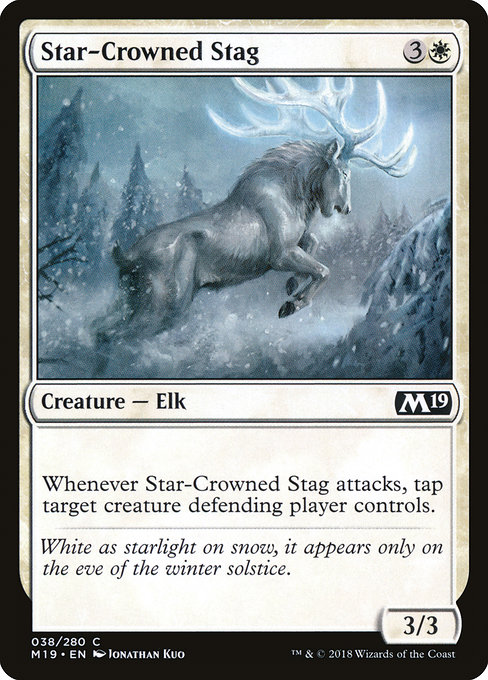 Star-Crowned Stag 3
Creature — Elk M19
Whenever Star-Crowned Stag attacks, tap
target creature defending player controls.
White as starlight on snow, it appears only on
the eve of the winter solstice.
3/3
038/280 C
M19 • EN Jonathan Kuo ™ & © 2018 Wizards of the Coast